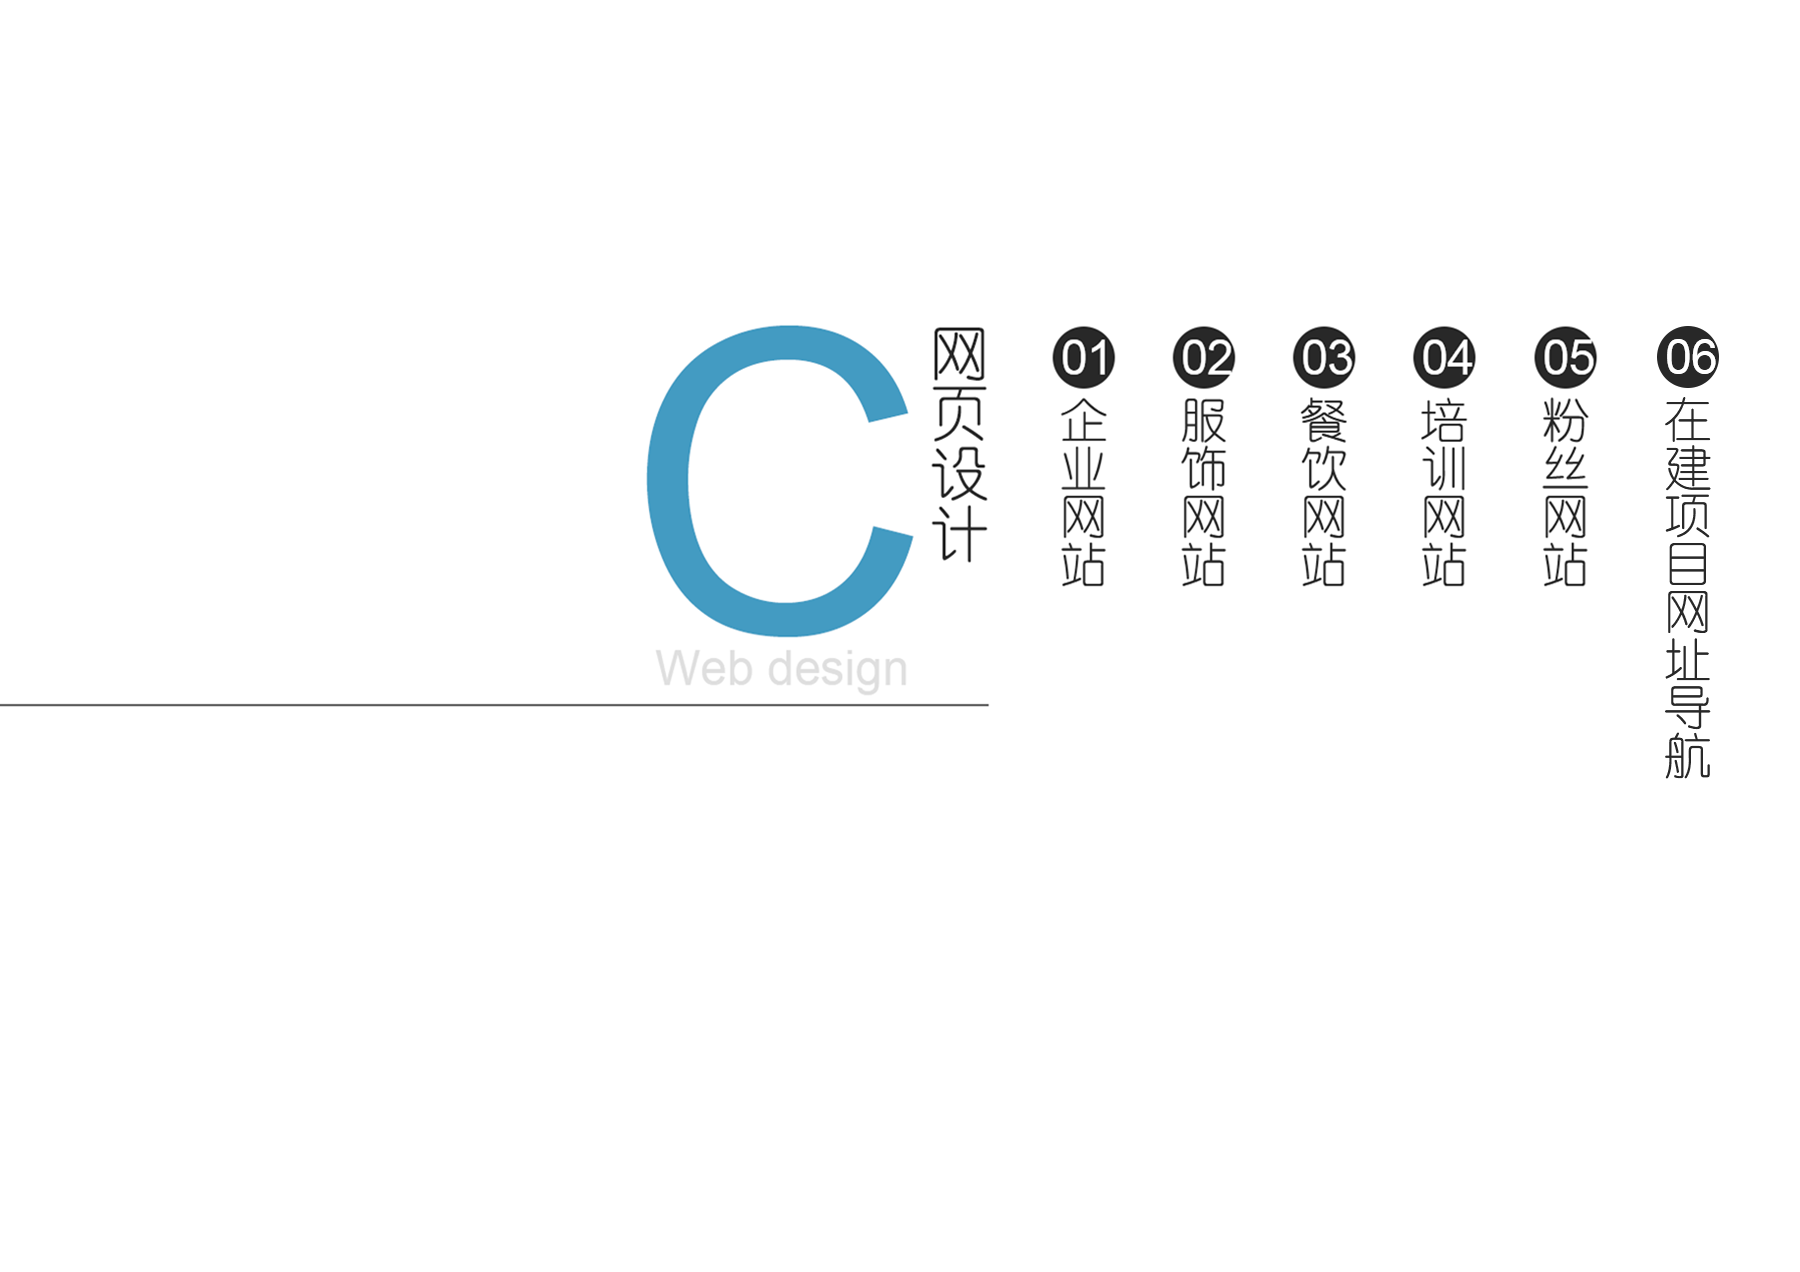 C
网页设计
Web design
01
企业网站
02
服饰网站
03
餐饮网站
04
培训网站
05
粉丝网站
06
在建项目网址导航